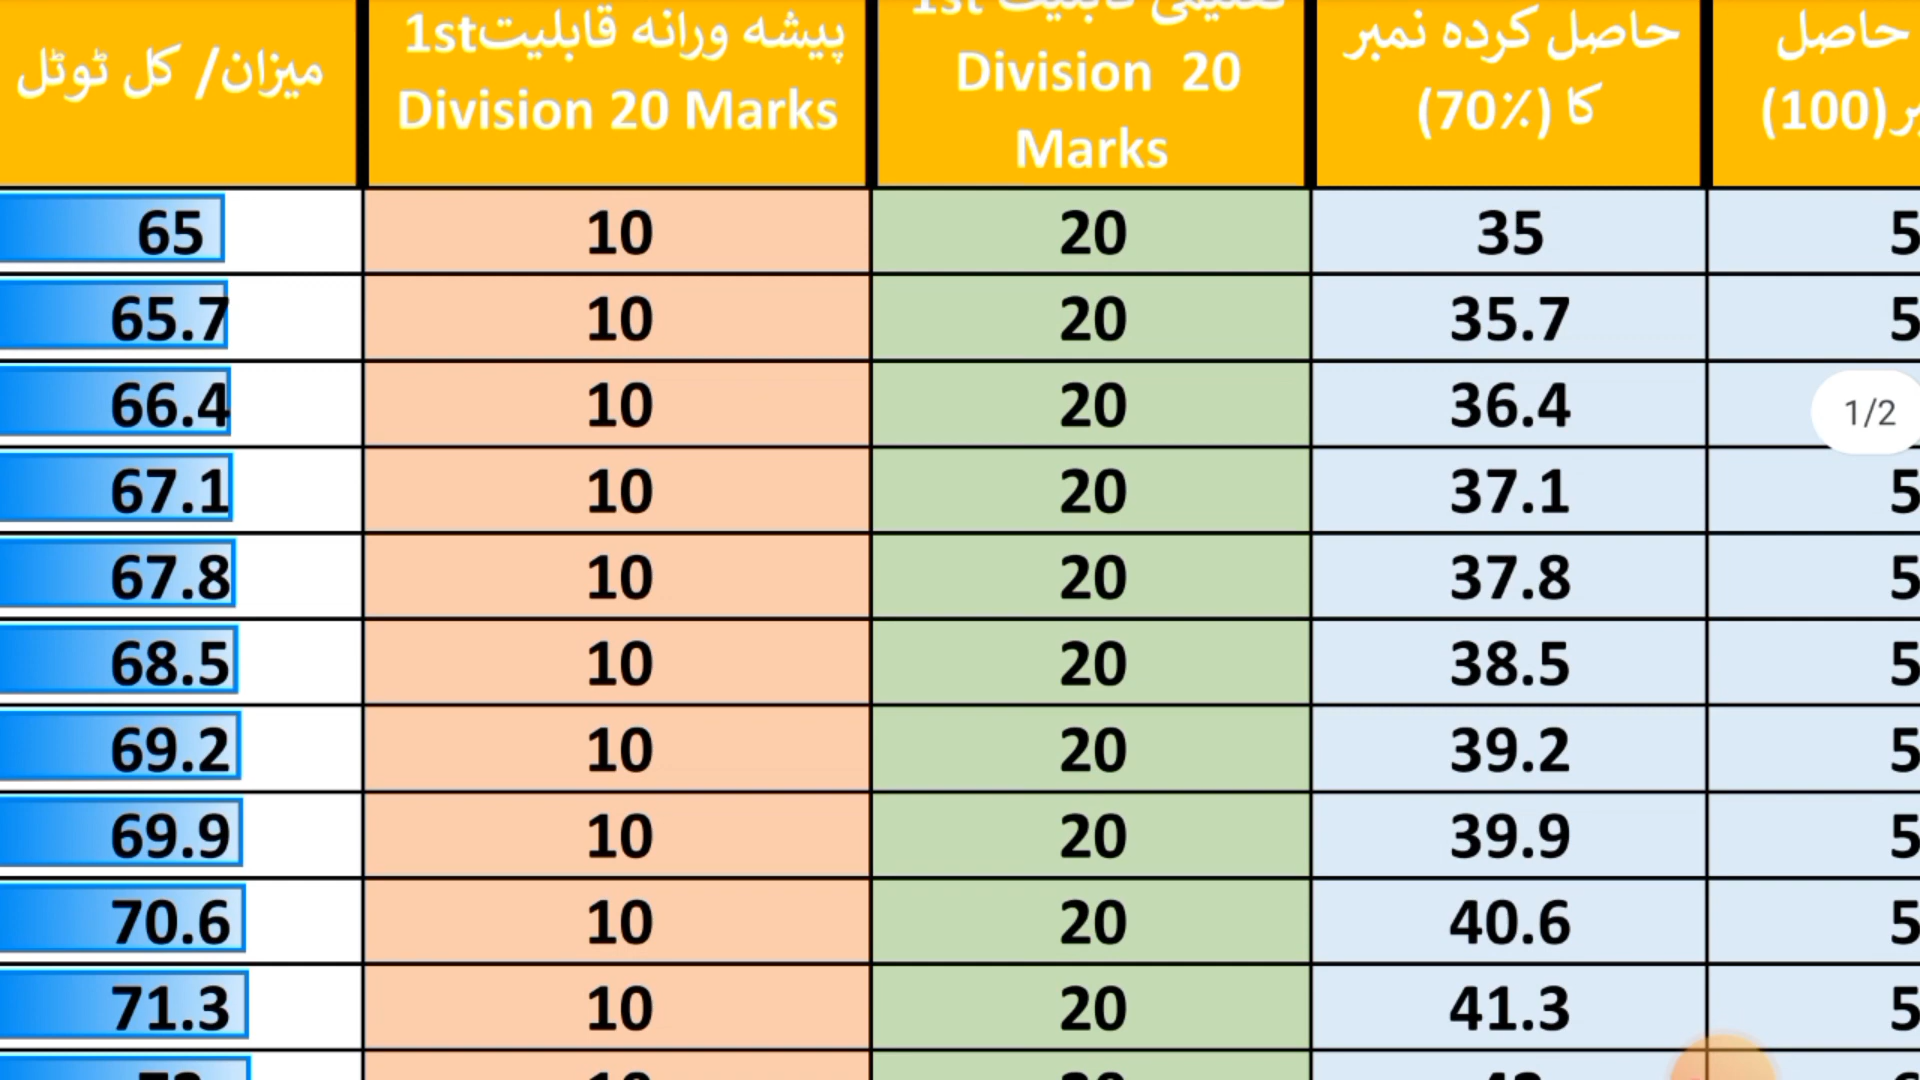 حاصل
(100)
حاصل کردہ نمبر
کا (70٪)
1st
Division 20
Marks
پیشہ ورانہ قابلیت1st
Division 20 Marks
میزان/ کل ٹوٹل
35 20 10 65
35.7 20 10 65.7
36.4 20 10 66.4
1/2
37.1 20 10 67.1
37.8 20 10 67.8
38.5 20 10 68.5
39.2 20 10 69.2
39.9 20 10 69.9
40.6 20 10 70.6
41.3 20 10 71.3